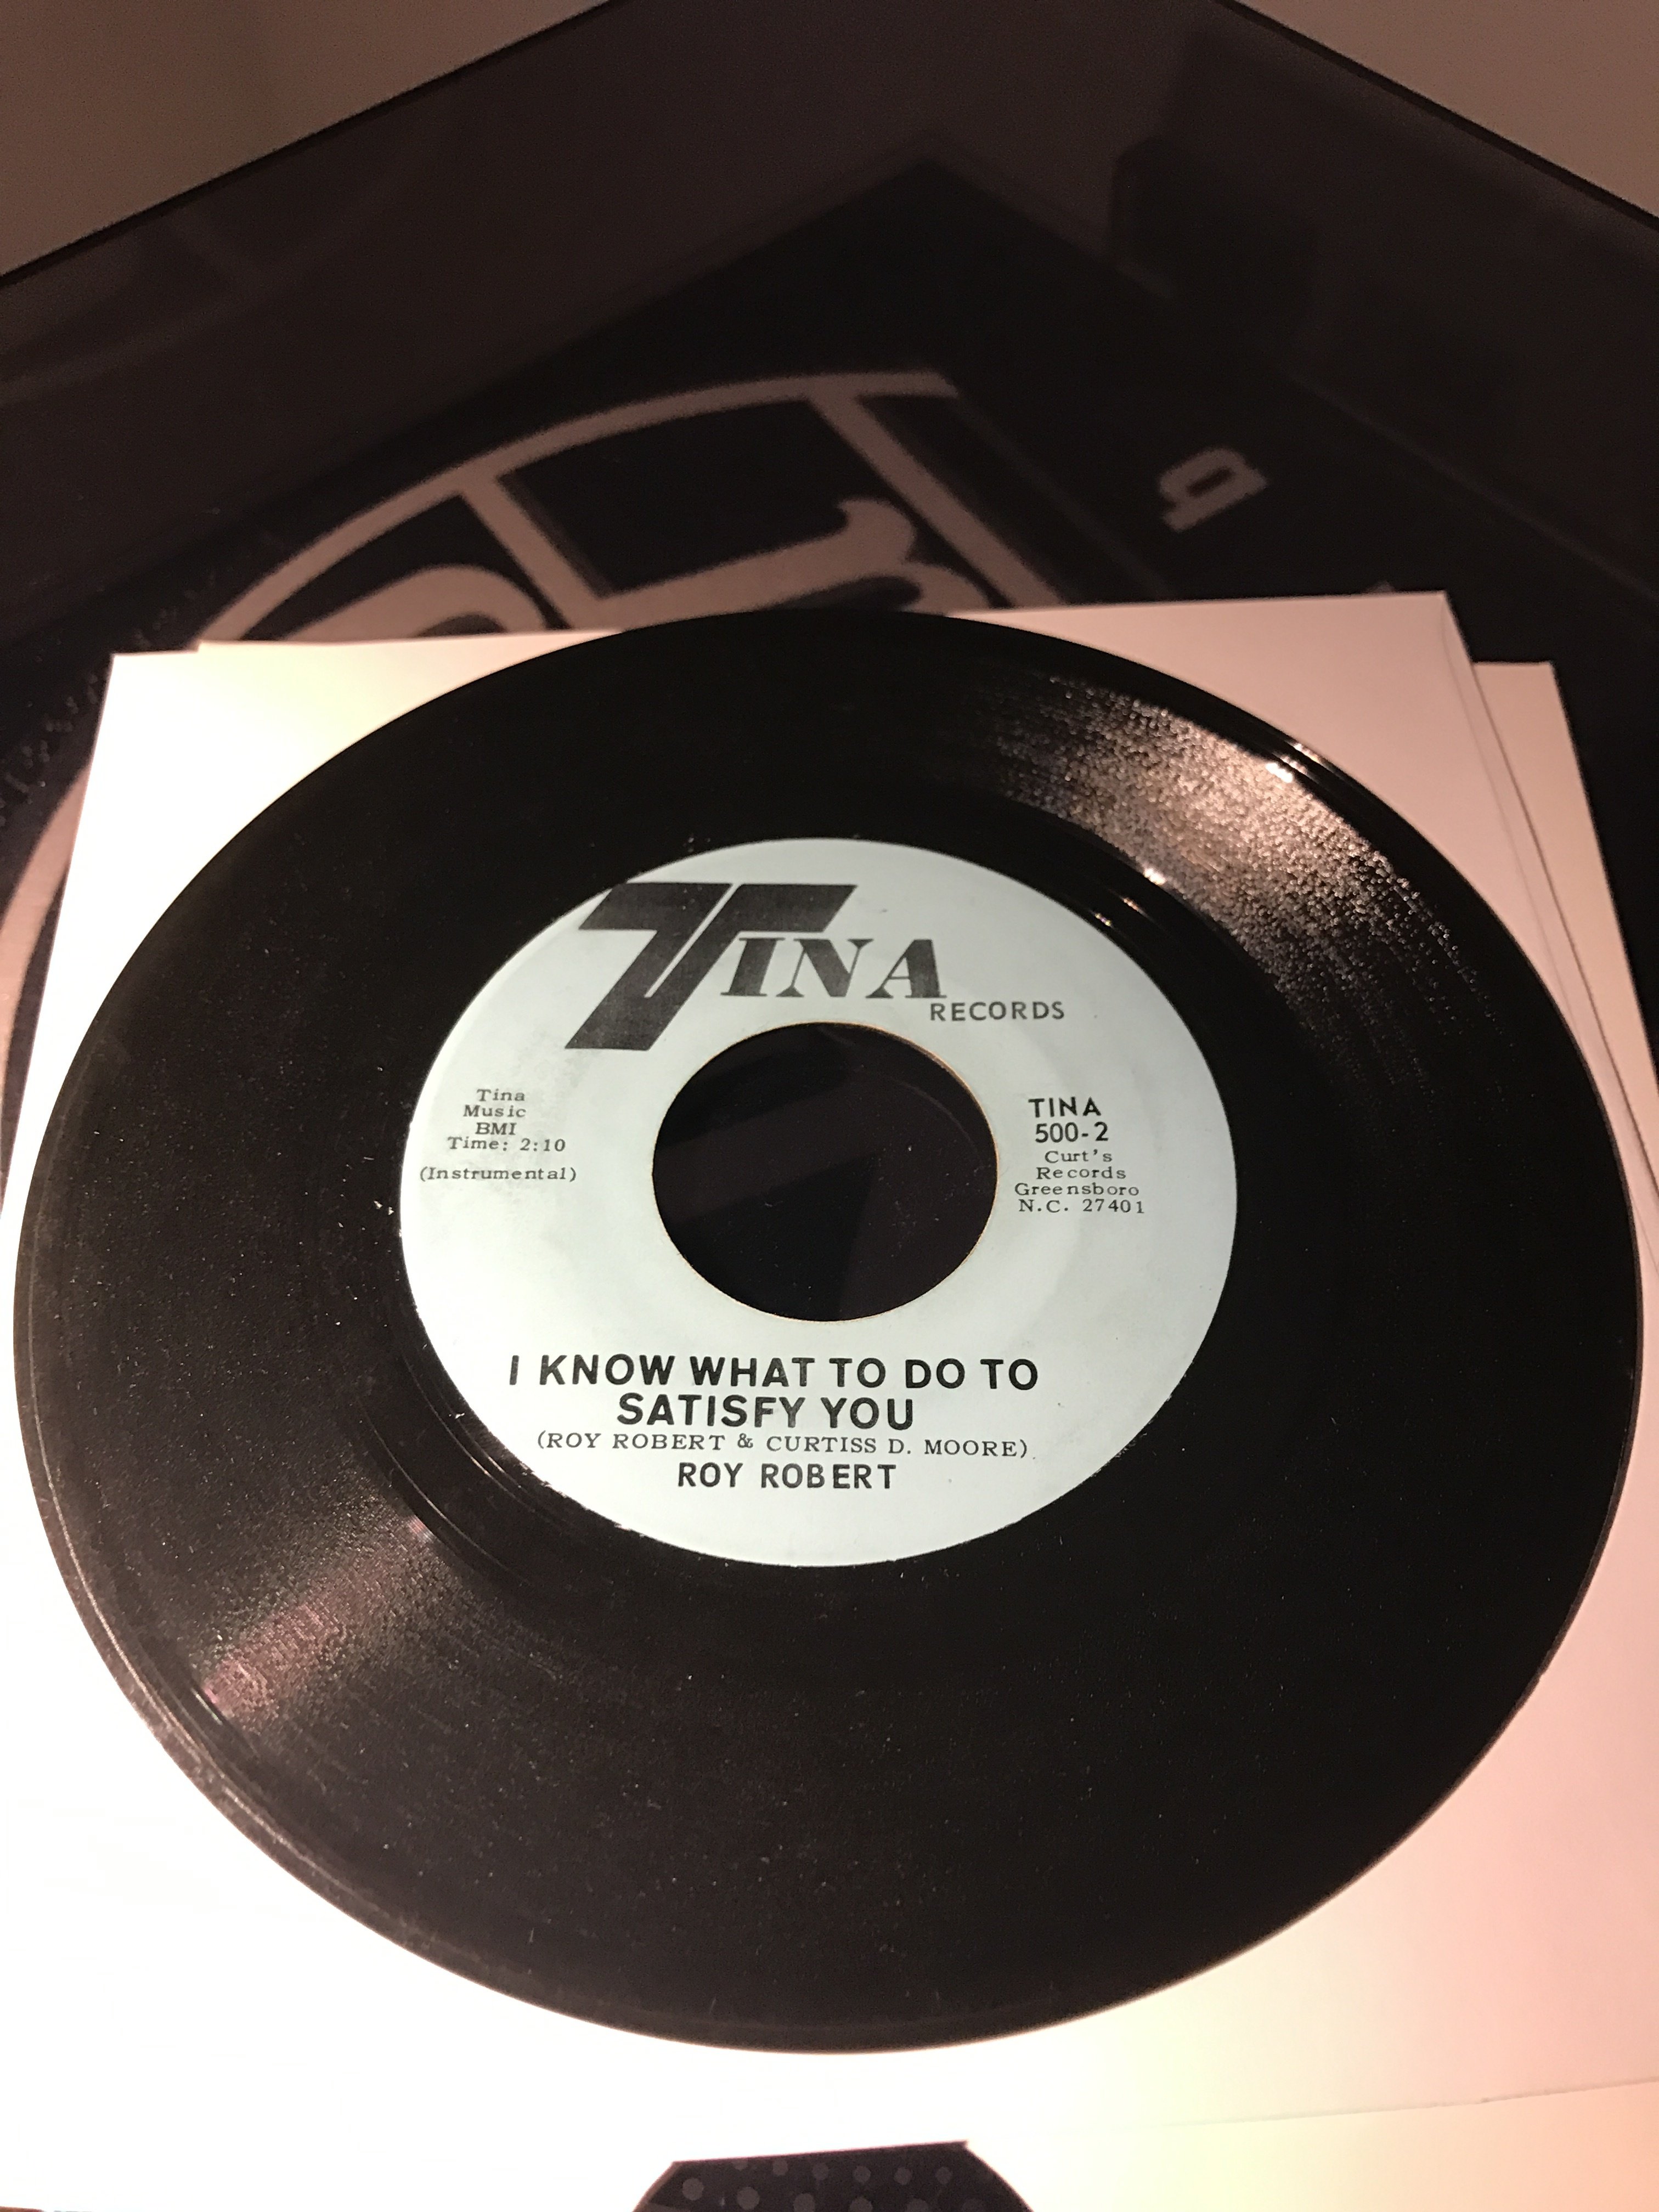 TINA
RECORDS
Tina
Music
BMI
Time: 2:10
(Instrumental)
TINA
500-2
Curt's
Records
Greensboro
N.C. 27401
I KNOW WHAT TO DO TO
SATISFY YOU
(ROY ROBERT & CURTISS D. MOORE)
ROY ROBERT